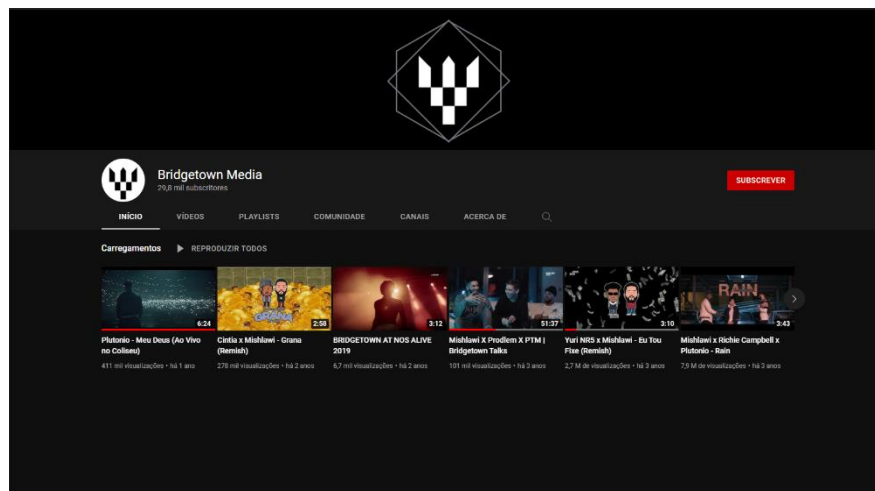 Bridgetown Media
29,8 mil subscritores
SUBSCREVER
INÍCIO VÍDEOS PLAYLISTS COMUNIDADE CANAIS ACERCA DE
Carregamentos REPRODUZIR TODOS
GRANA
RAIN
6:24 2:58 3:12 51:37 3:10 3:43
Plutonio - Meu Deus (Ao Vivo
no Coliseu)
411 mil visualizações • há 1 ano
Cintia x Mishlawi - Grana
(Remish)
278 mil visualizações • há 2 anos
BRIDGETOWN AT NOS ALIVE
2019
6,7 mil visualizações • há 2 anos
Mishlawi X Prodlem X PTM |
Bridgetown Talks
101 mil visualizações • há 3 anos
Yuri NR5 x Mishlawi - Eu Tou
Fixe (Remish)
2,7 M de visualizações • há 3 anos
Mishlawi x Richie Campbell x
Plutonio - Rain
7,9 M de visualizações • há 3 anos